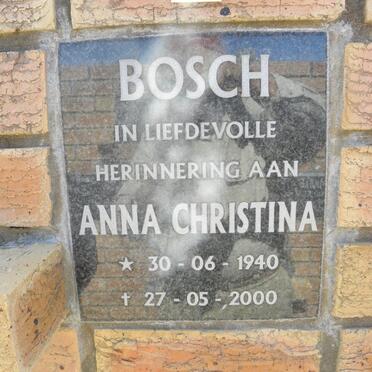 BOSCH
IN LIEFDEVOLLE
HERINNERING AAN
ANNA CHRISTINA
★ 30 - 06 - 1940
† 27 - 05 - 2000